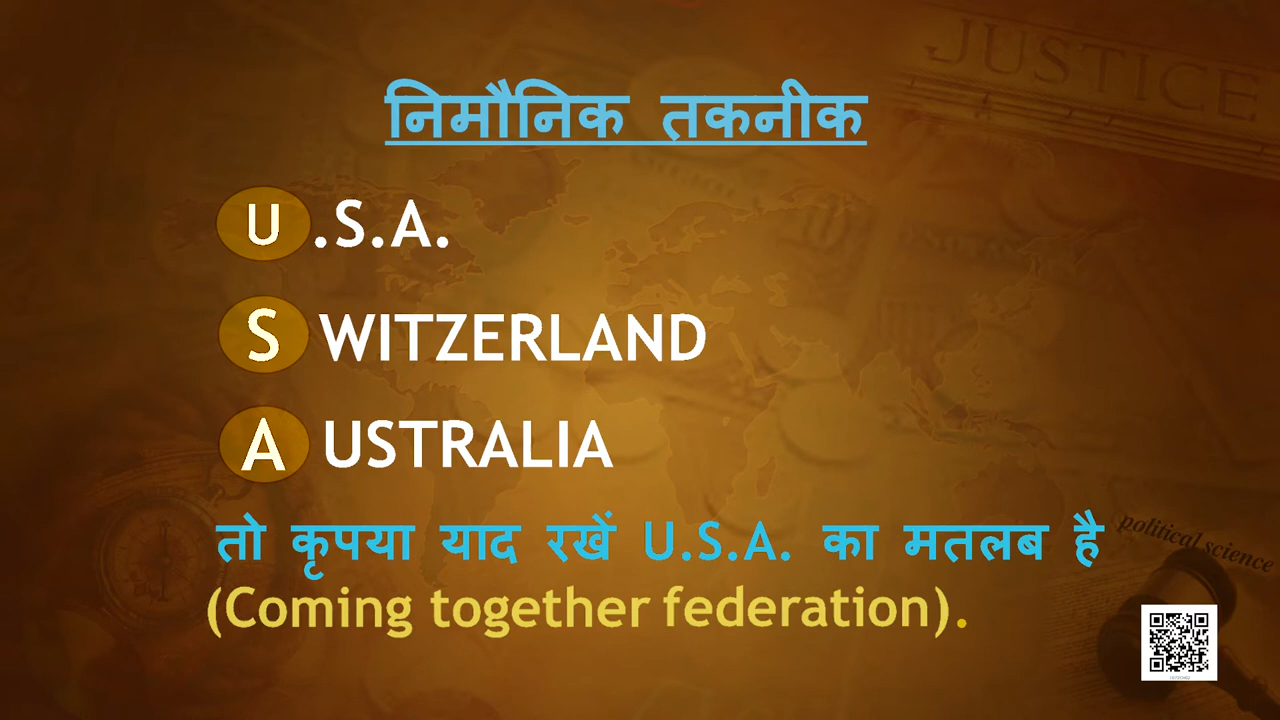 JUSTICE
निमौनिक तकनीक
U.S.A.
SWITZERLAND
AUSTRALIA
तो कृपया याद रखें U.S.A. का मतलब है
political science
(Coming together federation).